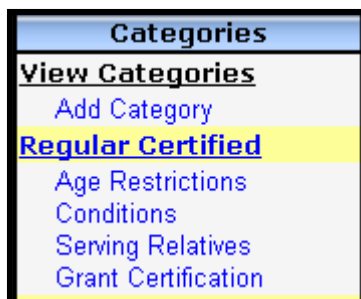 Categories
View Categories
Add Category
Regular Certified
Age Restrictions
Conditions
Serving Relatives
Grant Certification